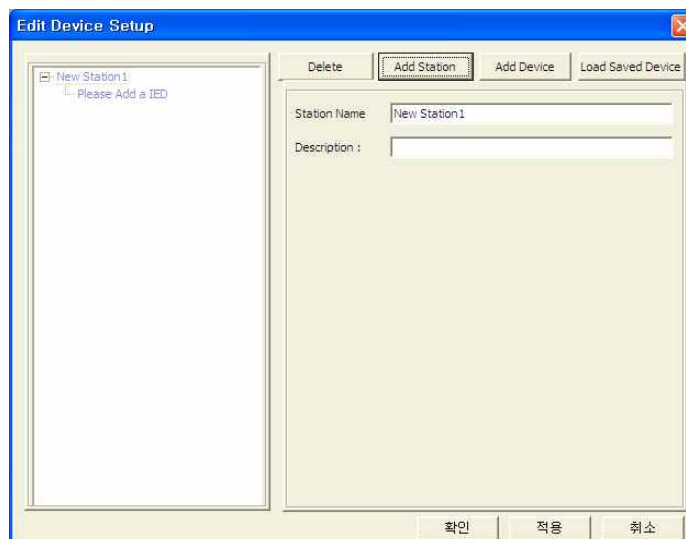 Edit Device Setup
New Station1
Please Add a IED
Delete
Add Station
Add Device
Load Saved Device
Station Name
New Station1
Description :
확인
적용
취소